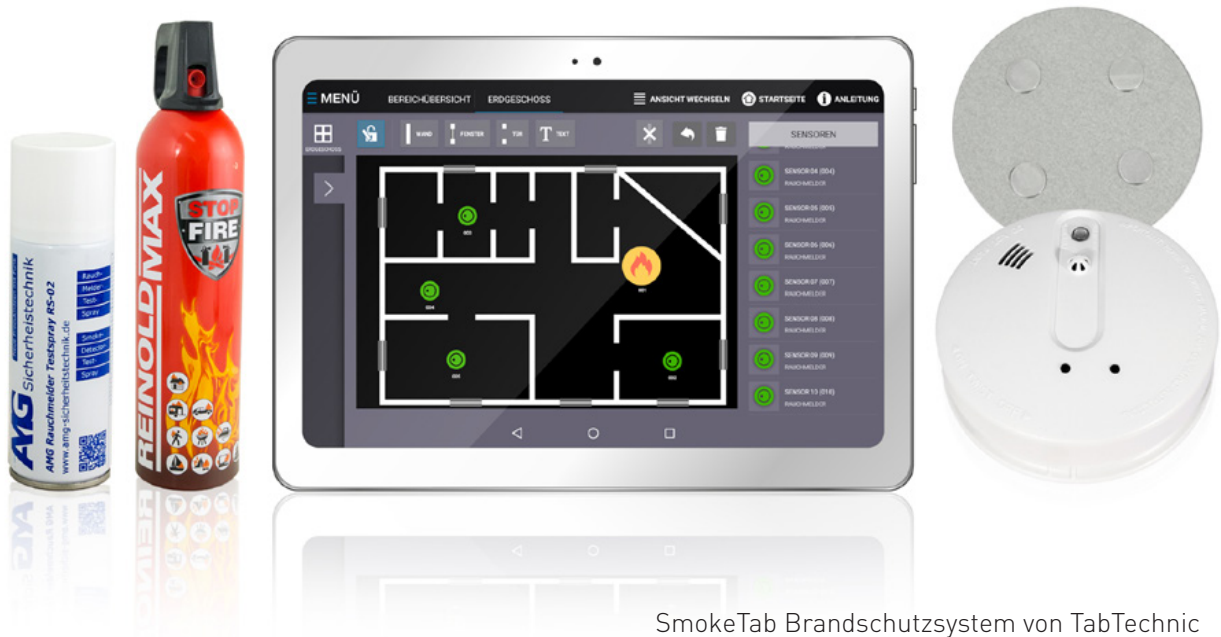 AMG Sicherheitstechnik
AMG Rauchmelder Testspray RS-02
www.amg-sicherheitstechnik.de
Rauch-
Melder-
Test-
Spray
Smoke-
Detector-
Test-
Spray
REINOLDMAX
STOP
FIRE
MENÜ
BEREICHÜBERSICHT
ERDGESCHOSS
ANSICHT WECHSELN
STARTSEITE
ANLEITUNG
ERDGESCHOSS
WAND
FENSTER
TÜR
TEXT
SENSOREN
SENSOR 04 (004)
RAUCHMELDER
SENSOR 05 (005)
RAUCHMELDER
SENSOR 06 (006)
RAUCHMELDER
SENSOR 07 (007)
RAUCHMELDER
SENSOR 08 (008)
RAUCHMELDER
SENSOR 09 (009)
RAUCHMELDER
SENSOR 10 (010)
RAUCHMELDER
001
004
SmokeTab Brandschutzsystem von TabTechnic